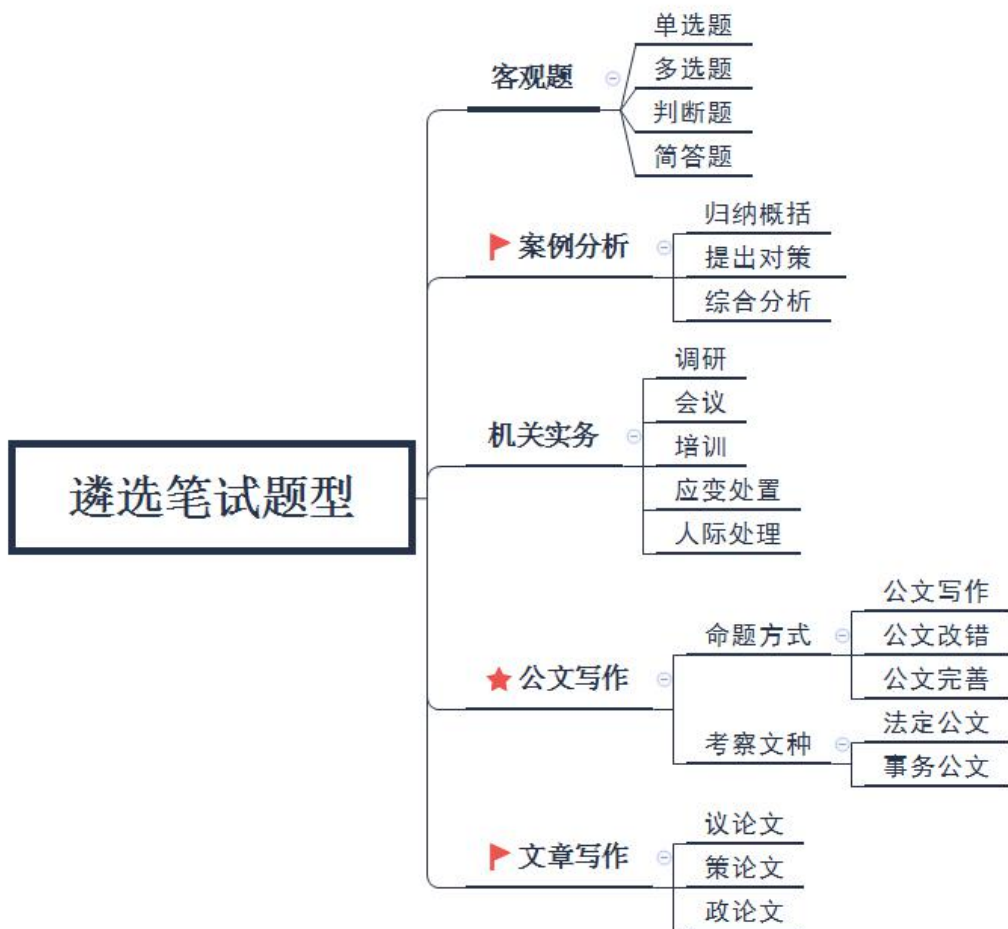 遴选笔试题型
客观题
单选题
多选题
判断题
简答题
案例分析
归纳概括
提出对策
综合分析
机关实务
调研
会议
培训
应变处置
人际处理
公文写作
命题方式
公文写作
公文改错
公文完善
考察文种
法定公文
事务公文
文章写作
议论文
策论文
政论文